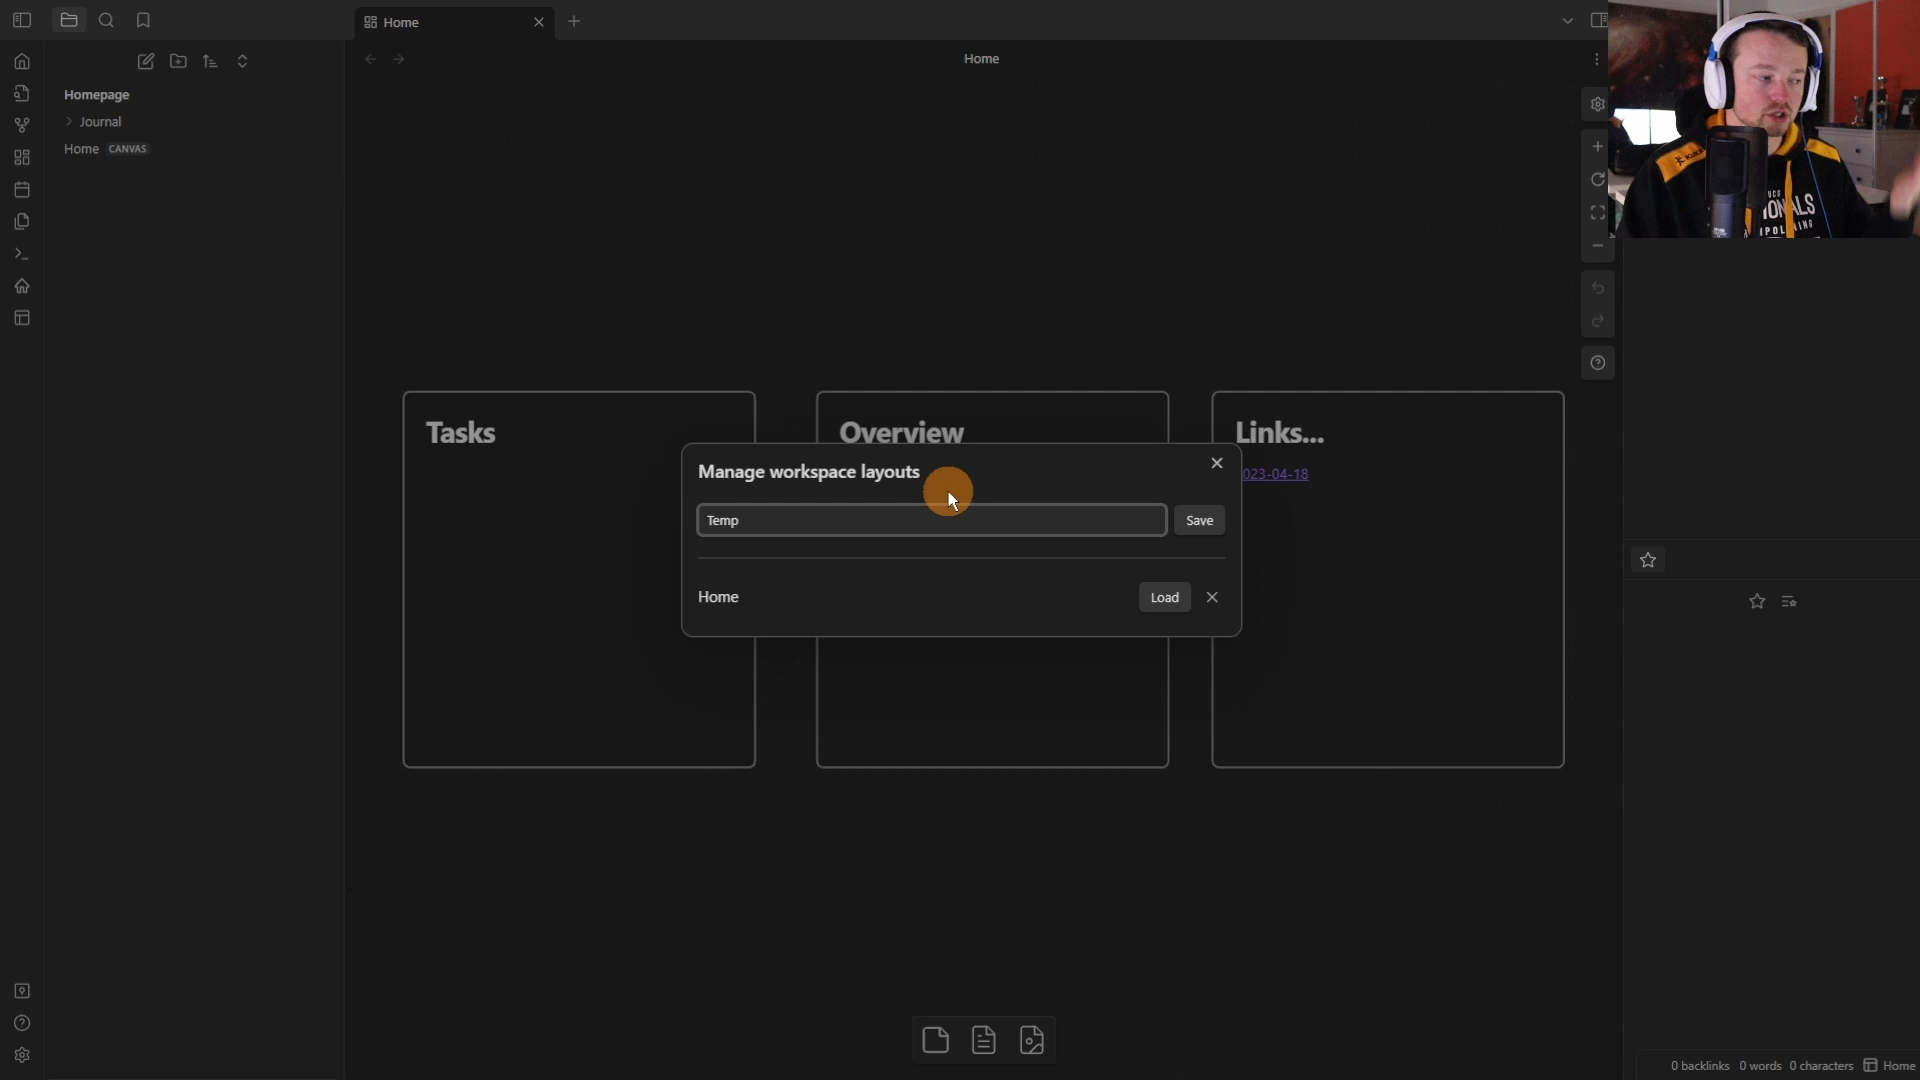 Home
Home
Homepage
Journal
Home CANVAS
Tasks
Overview
Links...
023-04-18
Manage workspace layouts
Temp
Save
Home
Load
0 backlinks 0 words 0 characters Home